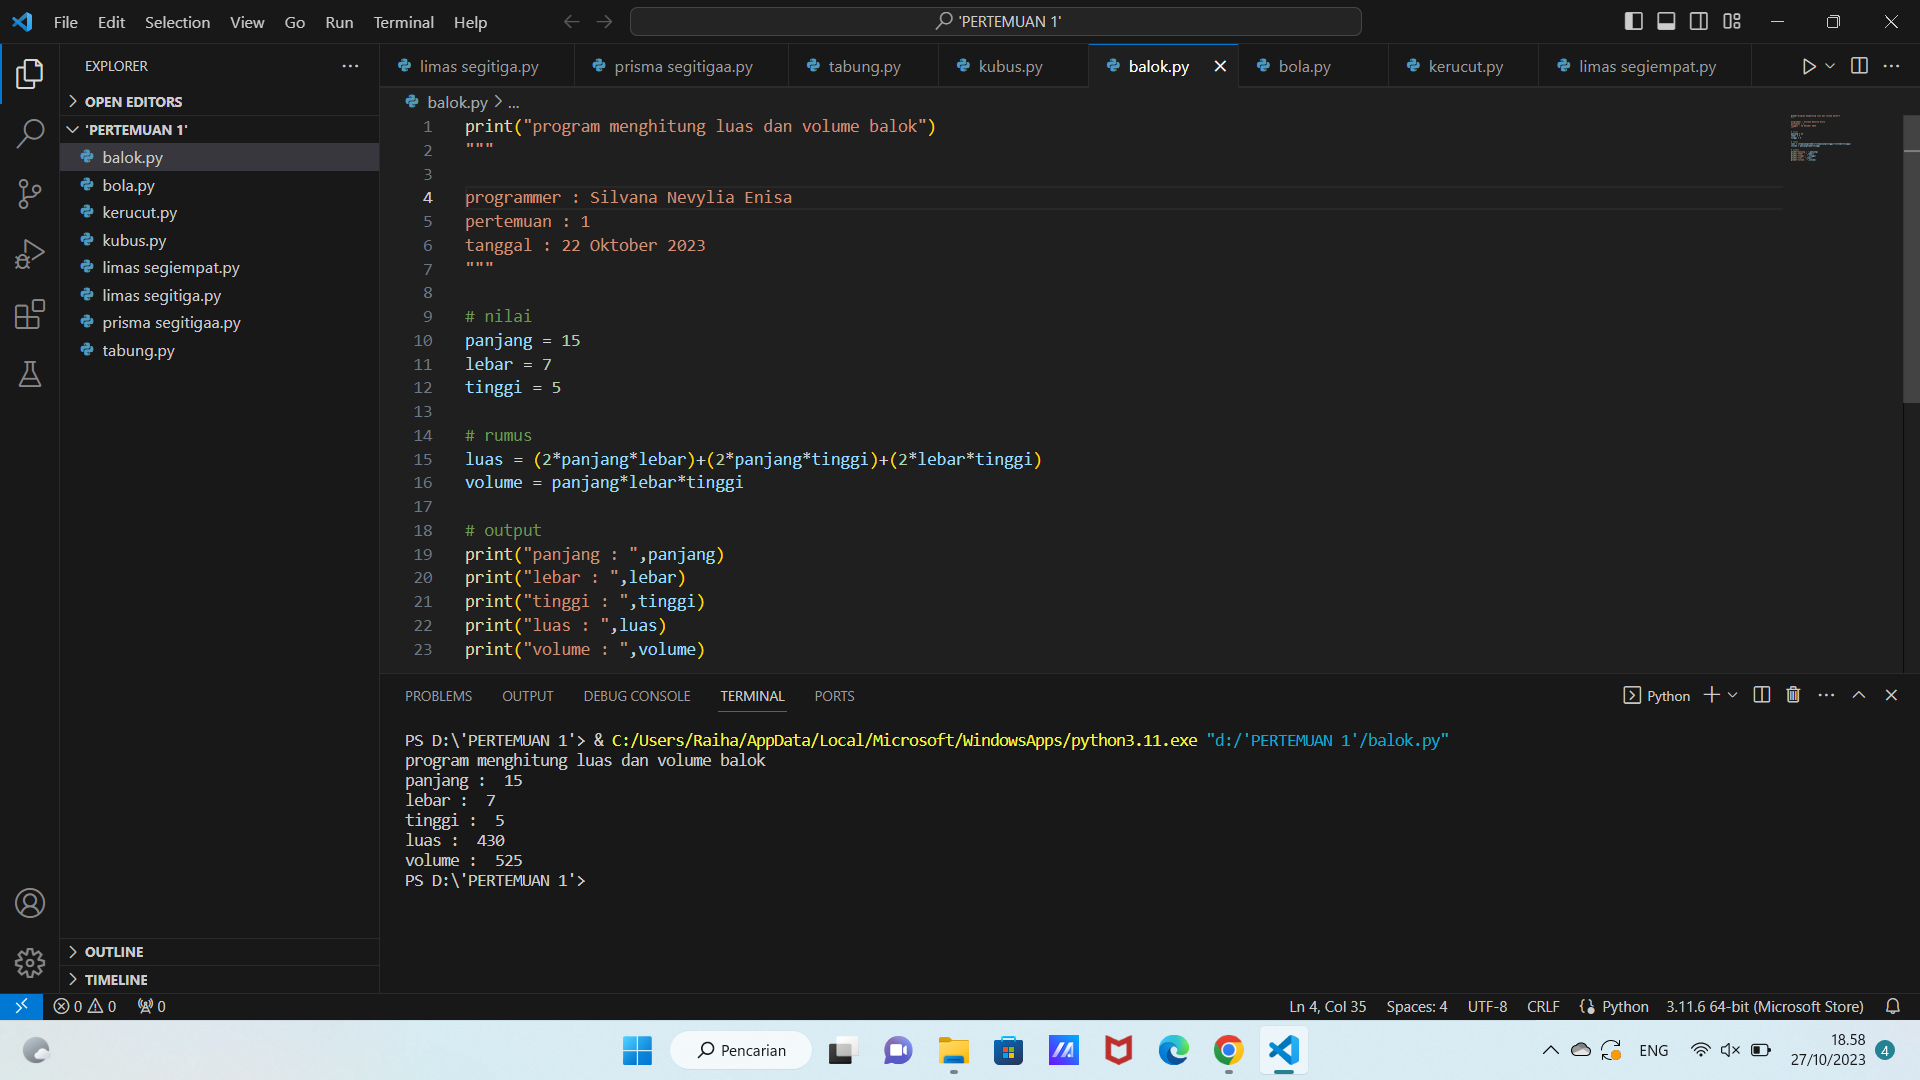 File Edit Selection View Go Run Terminal Help
'PERTEMUAN 1'
EXPLORER
OPEN EDITORS
'PERTEMUAN 1'
balok.py
bola.py
kerucut.py
kubus.py
limas segiempat.py
limas segitiga.py
prisma segitigaa.py
tabung.py
OUTLINE
TIMELINE
limas segitiga.py prisma segitigaa.py tabung.py kubus.py balok.py bola.py kerucut.py limas segiempat.py
balok.py > ...
1 print("program menghitung luas dan volume balok")
2 """
3
4 programmer : Silvana Nevylia Enisa
5 pertemuan : 1
6 tanggal : 22 Oktober 2023
7 """
8
9 # nilai
10 panjang = 15
11 lebar = 7
12 tinggi = 5
13
14 # rumus
15 luas = (2*panjang*lebar)+(2*panjang*tinggi)+(2*lebar*tinggi)
16 volume = panjang*lebar*tinggi
17
18 # output
19 print("panjang : ",panjang)
20 print("lebar : ",lebar)
21 print("tinggi : ",tinggi)
22 print("luas : ",luas)
23 print("volume : ",volume)
PROBLEMS OUTPUT DEBUG CONSOLE TERMINAL PORTS
Python
PS D:\'PERTEMUAN 1'> & C:/Users/Raiha/AppData/Local/Microsoft/WindowsApps/python3.11.exe "d:/'PERTEMUAN 1'/balok.py"
program menghitung luas dan volume balok
panjang :  15
lebar :  7
tinggi :  5
luas :  430
volume :  525
PS D:\'PERTEMUAN 1'>
0 0 0
Ln 4, Col 35 Spaces: 4 UTF-8 CRLF Python 3.11.6 64-bit (Microsoft Store)
Pencarian
ENG
18.58
27/10/2023
4